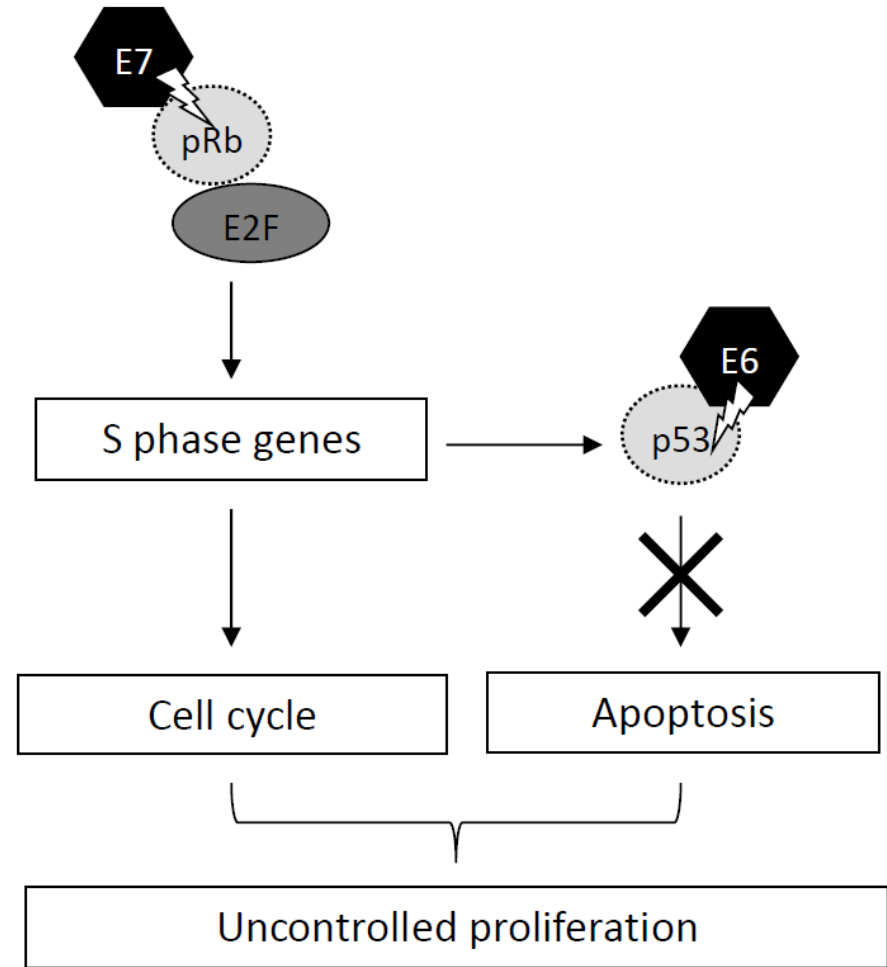 E7
pRb
E2F
E6
S phase genes
p53
Cell cycle
Apoptosis
Uncontrolled proliferation